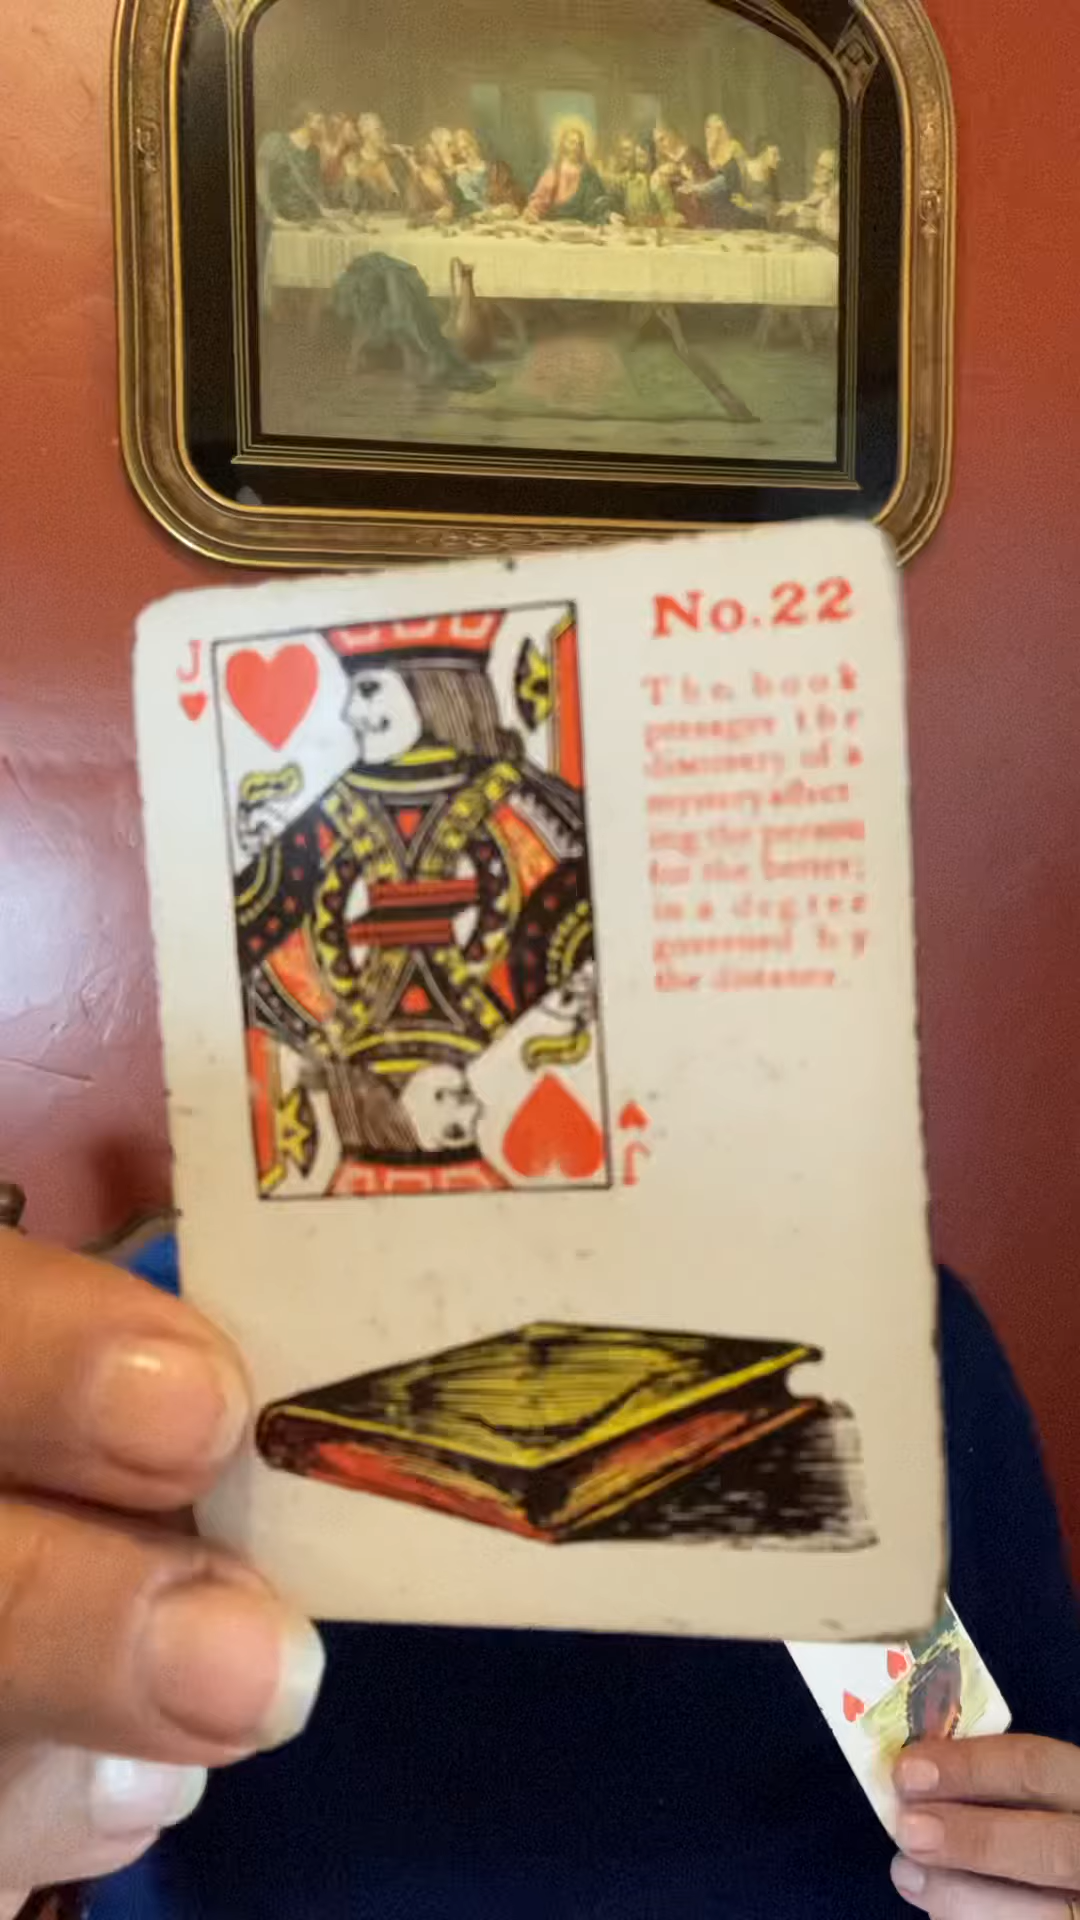 J
No.22
The book
presages the
discovery of a
mystery affect-
ing the person
for the better;
in a degree
governed by
the distance.
J